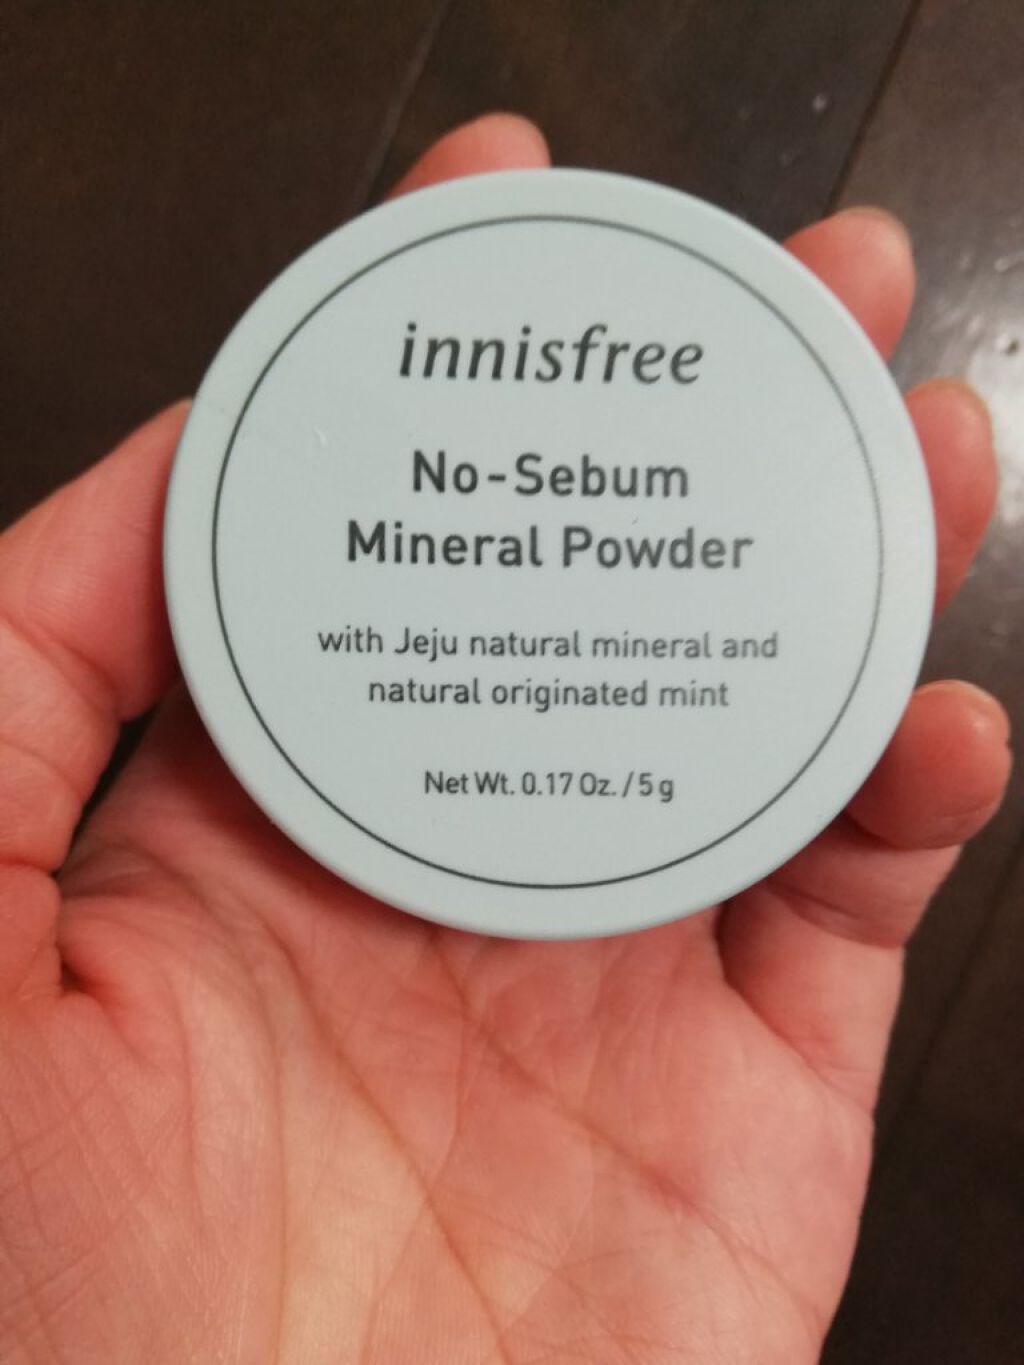 innisfree
No-Sebum
Mineral Powder
with Jeju natural mineral and
natural originated mint
Net Wt. 0.17 Oz. / 5 g